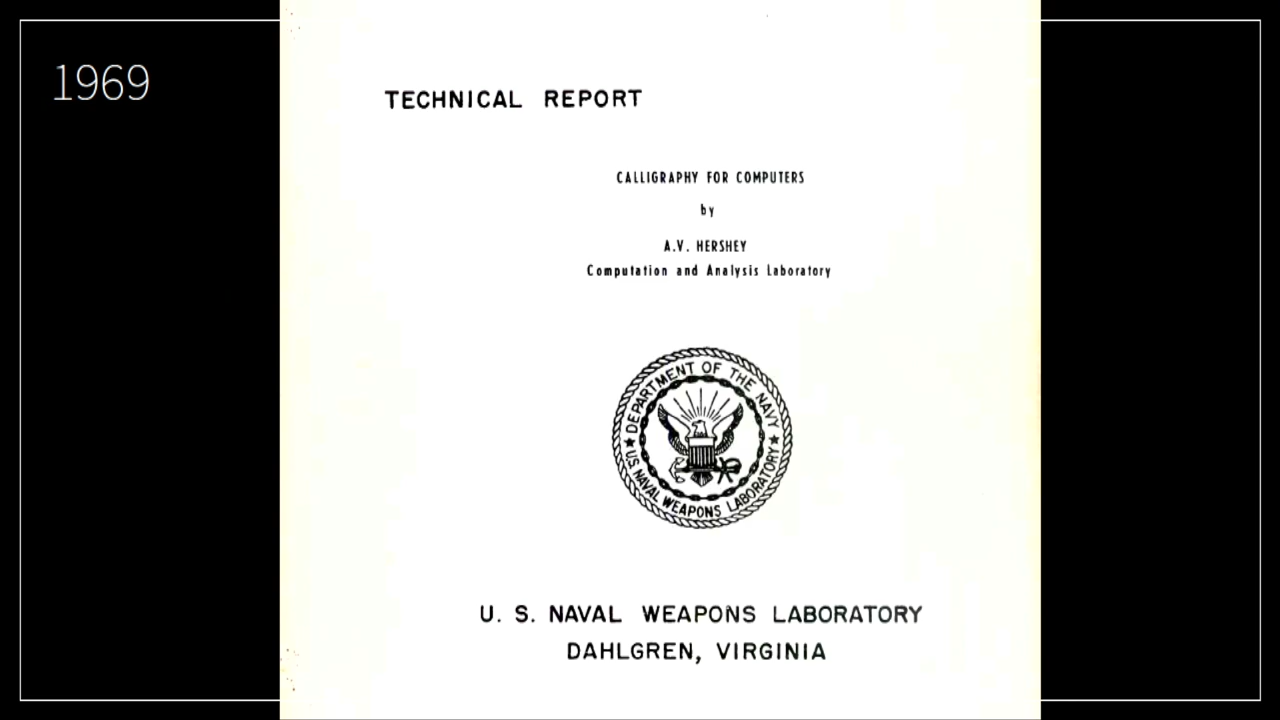 1969
TECHNICAL REPORT
CALLIGRAPHY FOR COMPUTERS
by
A.V. HERSHEY
Computation and Analysis Laboratory
DEPARTMENT OF THE NAVY
U.S. NAVAL WEAPONS LABORATORY
U. S. NAVAL WEAPONS LABORATORY
DAHLGREN, VIRGINIA